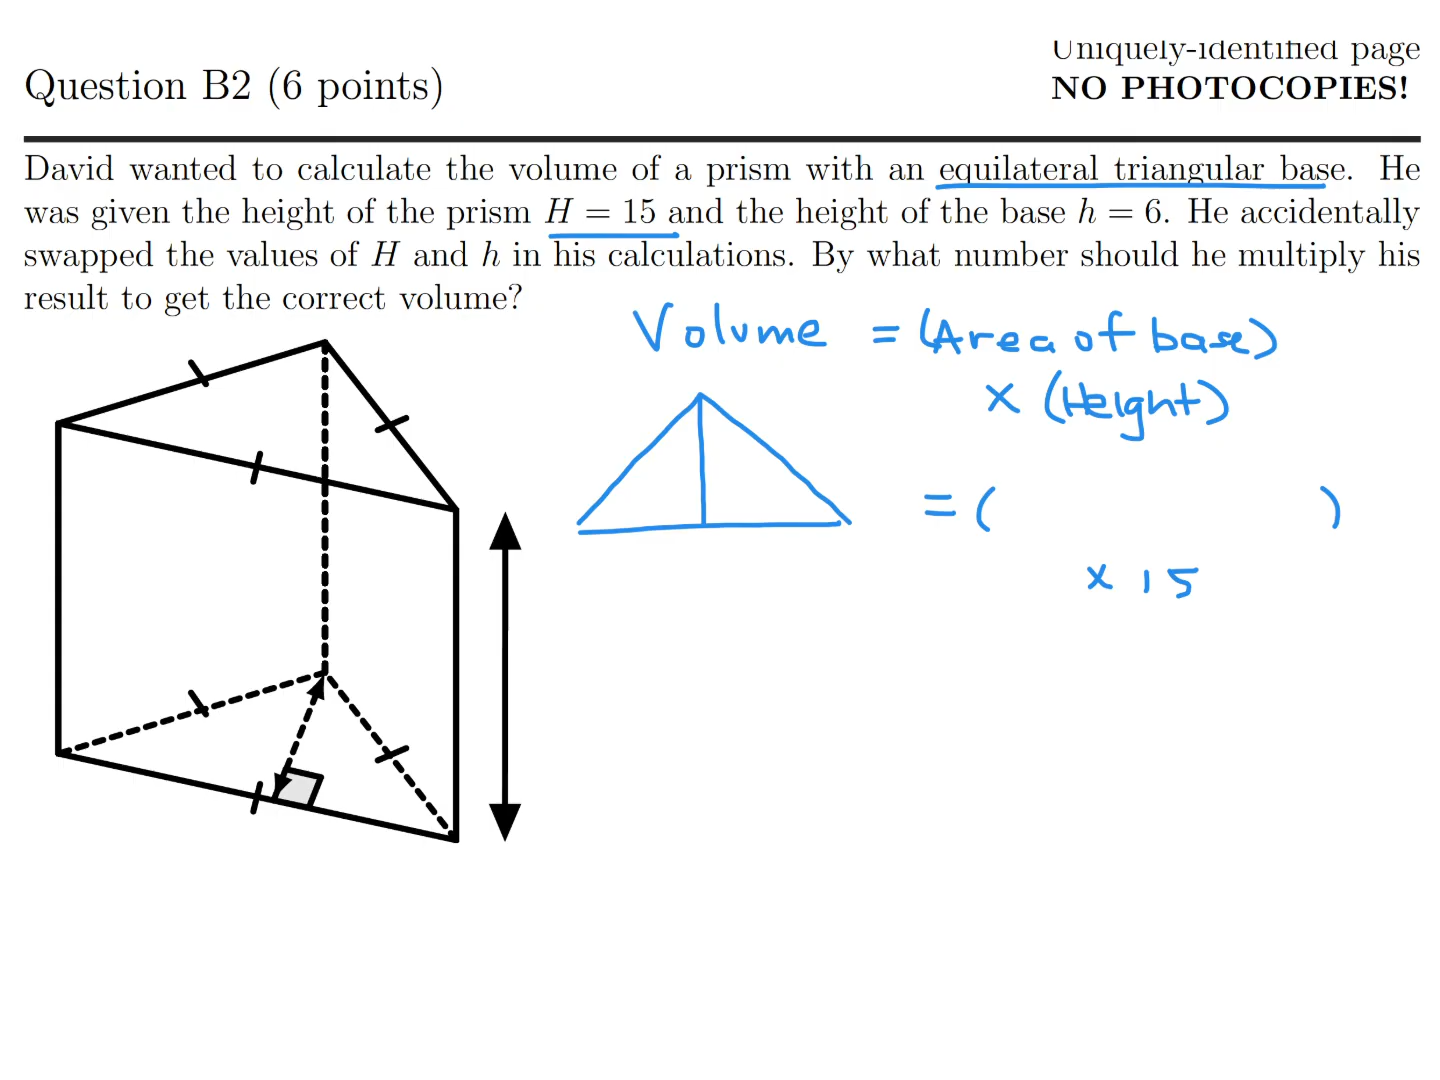 Uniquely-identified page
Question B2 (6 points)
NO PHOTOCOPIES!
David wanted to calculate the volume of a prism with an equilateral triangular base. He
was given the height of the prism H = 15 and the height of the base h = 6. He accidentally
swapped the values of H and h in his calculations. By what number should he multiply his
result to get the correct volume?
Volume = (Area of base)
× (Height)
= ( )
× 15